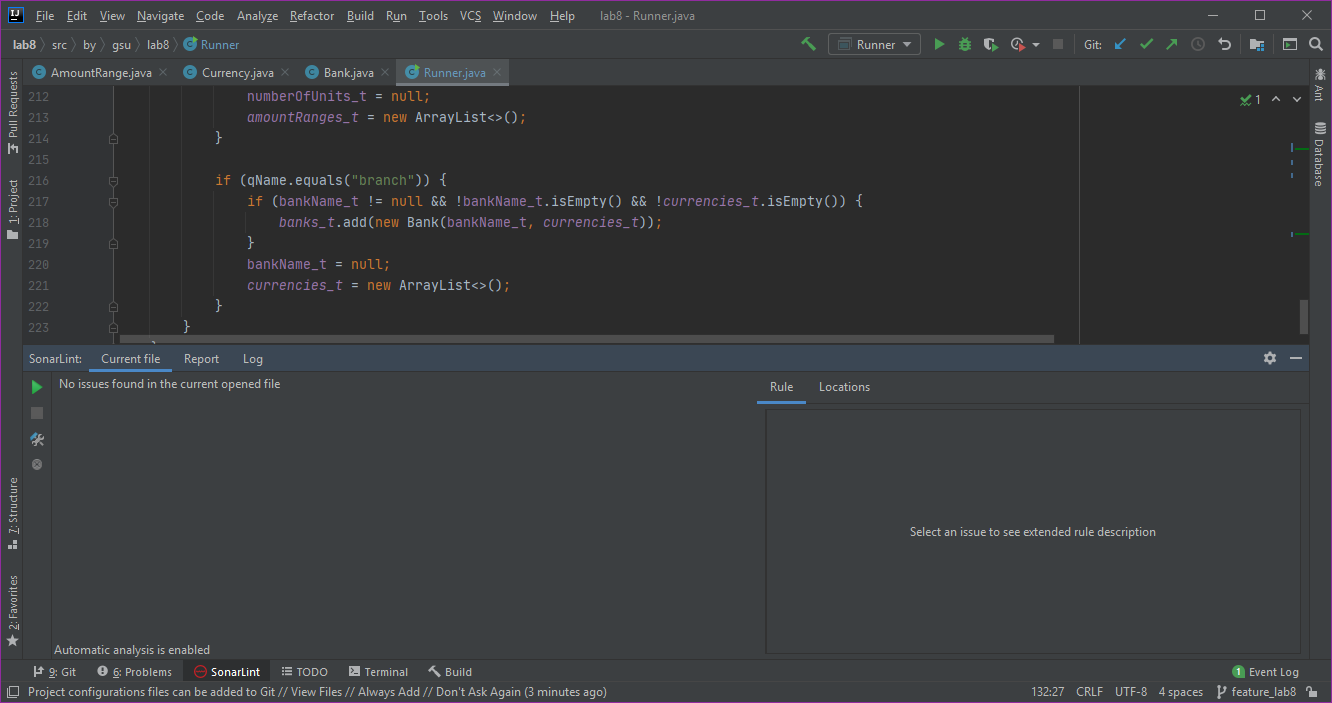 File Edit View Navigate Code Analyze Refactor Build Run Tools VCS Window Help lab8 - Runner.java
lab8 src by gsu lab8 Runner Runner Git:
AmountRange.java Currency.java Bank.java Runner.java
Pull Requests
1: Project
7: Structure
2: Favorites
212 numberOfUnits_t = null;
213 amountRanges_t = new ArrayList<>();
214 }
215
216 if (qName.equals("branch")) {
217 if (bankName_t != null && !bankName_t.isEmpty() && !currencies_t.isEmpty()) {
218 banks_t.add(new Bank(bankName_t, currencies_t));
219 }
220 bankName_t = null;
221 currencies_t = new ArrayList<>();
222 }
223 }
1
Ant
Database
SonarLint: Current file Report Log
No issues found in the current opened file
Rule Locations
Select an issue to see extended rule description
Automatic analysis is enabled
9: Git 6: Problems SonarLint TODO Terminal Build 1 Event Log
Project configurations files can be added to Git // View Files // Always Add // Don't Ask Again (3 minutes ago) 132:27 CRLF UTF-8 4 spaces feature_lab8